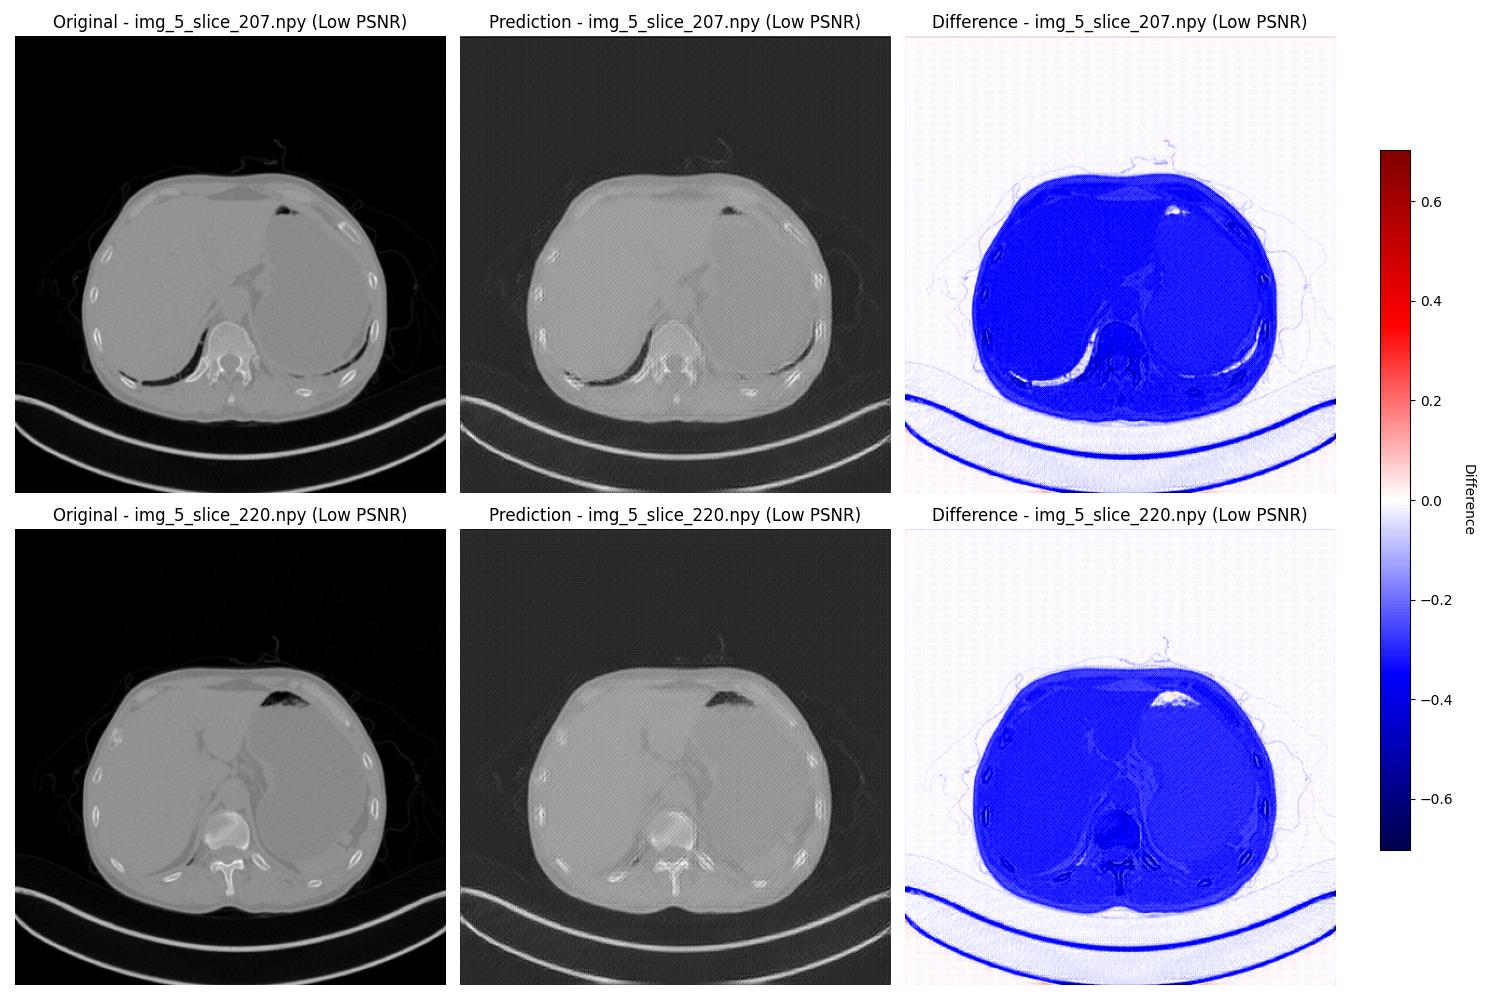 Original - img_5_slice_207.npy (Low PSNR)
Prediction - img_5_slice_207.npy (Low PSNR)
Difference - img_5_slice_207.npy (Low PSNR)
Original - img_5_slice_220.npy (Low PSNR)
Prediction - img_5_slice_220.npy (Low PSNR)
Difference - img_5_slice_220.npy (Low PSNR)
0.6
0.4
0.2
0.0
−0.2
−0.4
−0.6
Difference